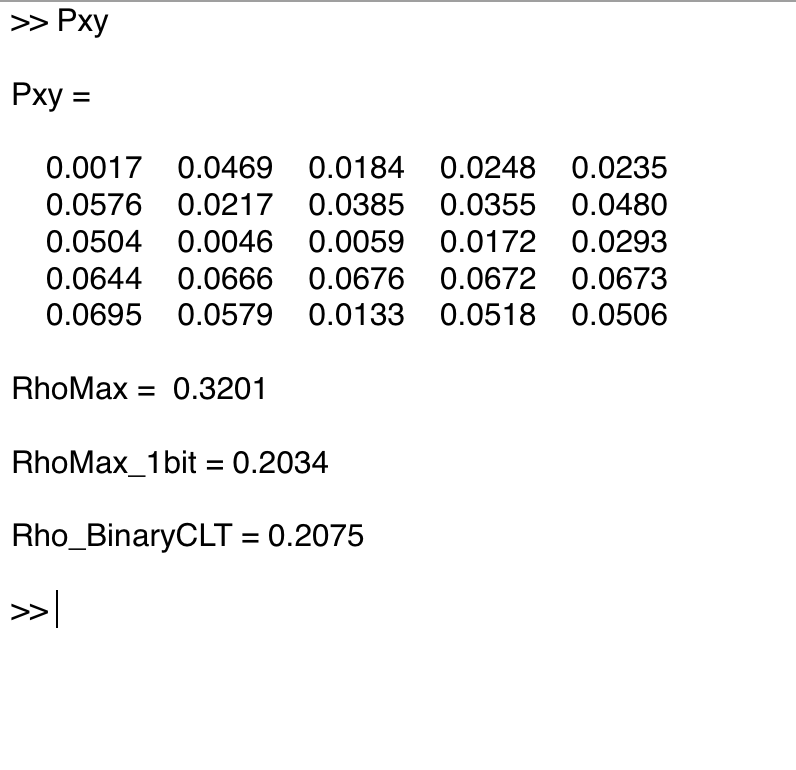 >> Pxy
Pxy =
0.0017 0.0469 0.0184 0.0248 0.0235
0.0576 0.0217 0.0385 0.0355 0.0480
0.0504 0.0046 0.0059 0.0172 0.0293
0.0644 0.0666 0.0676 0.0672 0.0673
0.0695 0.0579 0.0133 0.0518 0.0506
RhoMax = 0.3201
RhoMax_1bit = 0.2034
Rho_BinaryCLT = 0.2075
>>